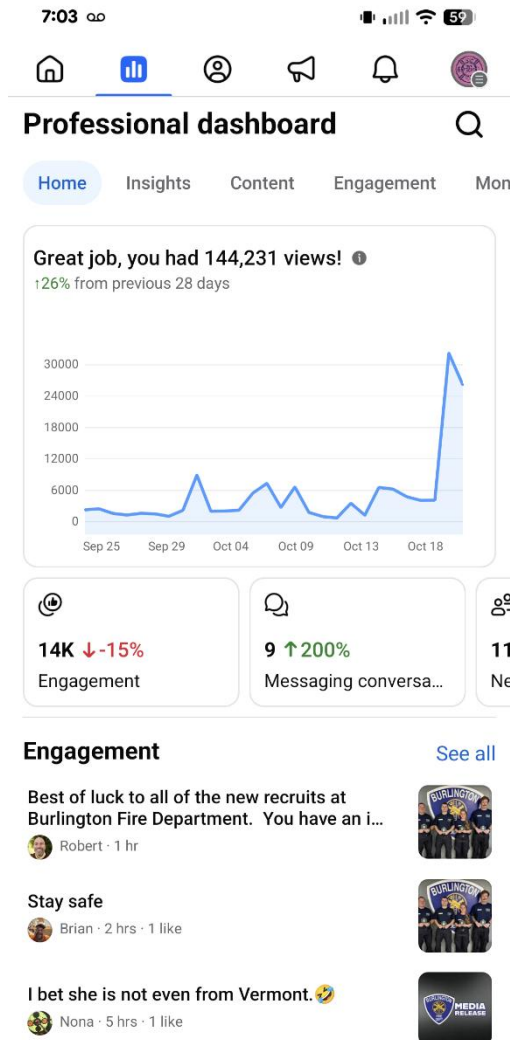 7:03
59
Professional dashboard
Home Insights Content Engagement Mon
Great job, you had 144,231 views!
↑26% from previous 28 days
30000
24000
18000
12000
6000
0
Sep 25 Sep 29 Oct 04 Oct 09 Oct 13 Oct 18
14K ↓-15%
Engagement
9 ↑200%
Messaging conversa...
11
Ne
Engagement See all
Best of luck to all of the new recruits at
Burlington Fire Department. You have an i...
Robert · 1 hr
BURLINGTON
Stay safe
Brian · 2 hrs · 1 like
BURLINGTON
I bet she is not even from Vermont.🤣
Nona · 5 hrs · 1 like
MEDIA
RELEASE